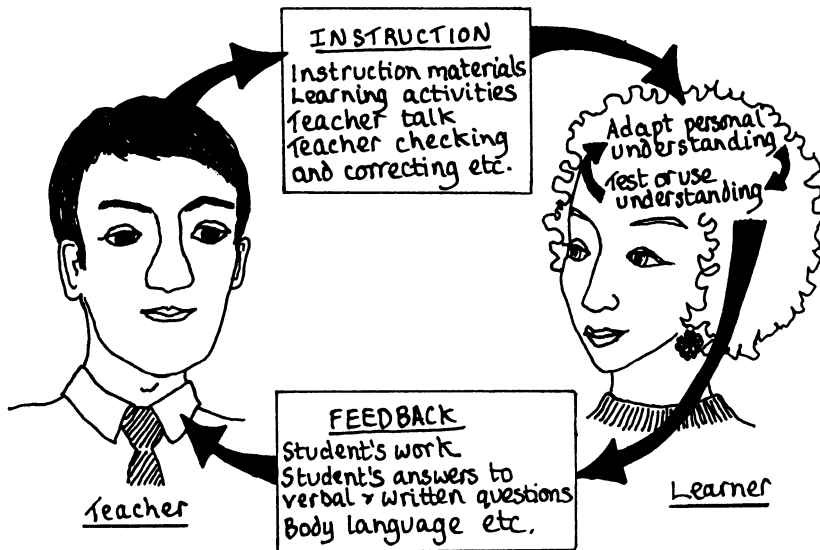 INSTRUCTION
Instruction materials
Learning activities
Teacher talk
Teacher checking
and correcting etc.
Adapt personal
understanding
Test or use
understanding
FEEDBACK
Student's work
Student's answers to
verbal & written questions
Body language etc.
Teacher
Learner